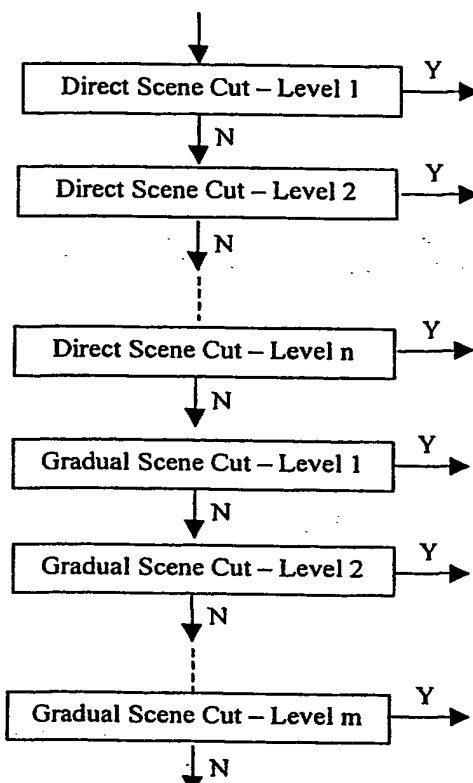 Direct Scene Cut – Level 1
Y
N
Direct Scene Cut – Level 2
Y
N
Direct Scene Cut – Level n
Y
N
Gradual Scene Cut – Level 1
Y
N
Gradual Scene Cut – Level 2
Y
N
Gradual Scene Cut – Level m
Y
N